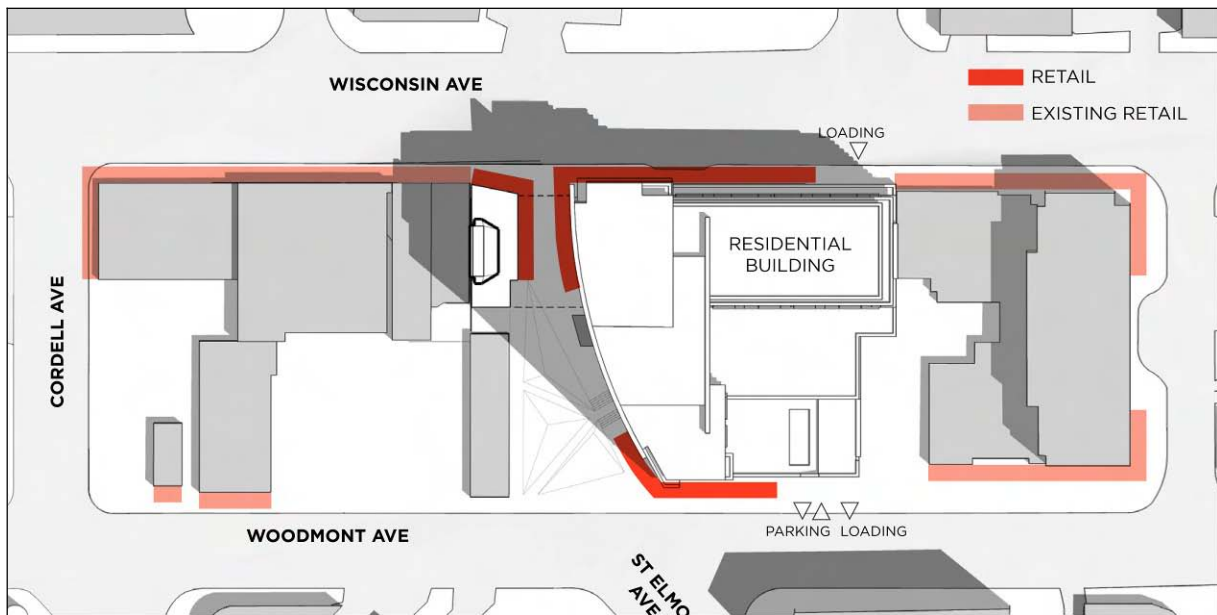 WISCONSIN AVE
RETAIL
EXISTING RETAIL
LOADING
RESIDENTIAL
BUILDING
CORDELL AVE
WOODMONT AVE
PARKING LOADING
ST ELMO
AVE